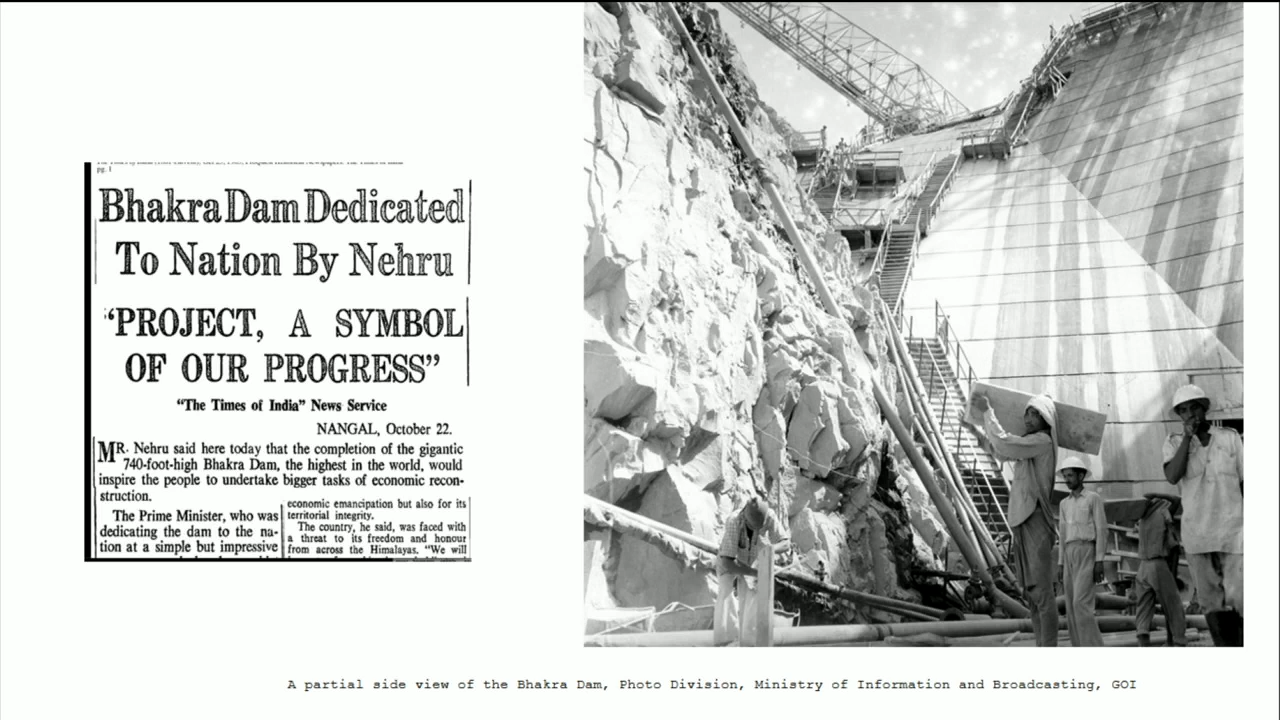 pg. 1
Bhakra Dam Dedicated
To Nation By Nehru
"PROJECT, A SYMBOL
OF OUR PROGRESS"
"The Times of India" News Service
NANGAL, October 22.
MR. Nehru said here today that the completion of the gigantic
740-foot-high Bhakra Dam, the highest in the world, would
inspire the people to undertake bigger tasks of economic recon-
struction.
The Prime Minister, who was
dedicating the dam to the na-
tion at a simple but impressive
economic emancipation but also for its
territorial integrity.
The country, he said, was faced with
a threat to its freedom and honour
from across the Himalayas. "We will
A partial side view of the Bhakra Dam, Photo Division, Ministry of Information and Broadcasting, GOI